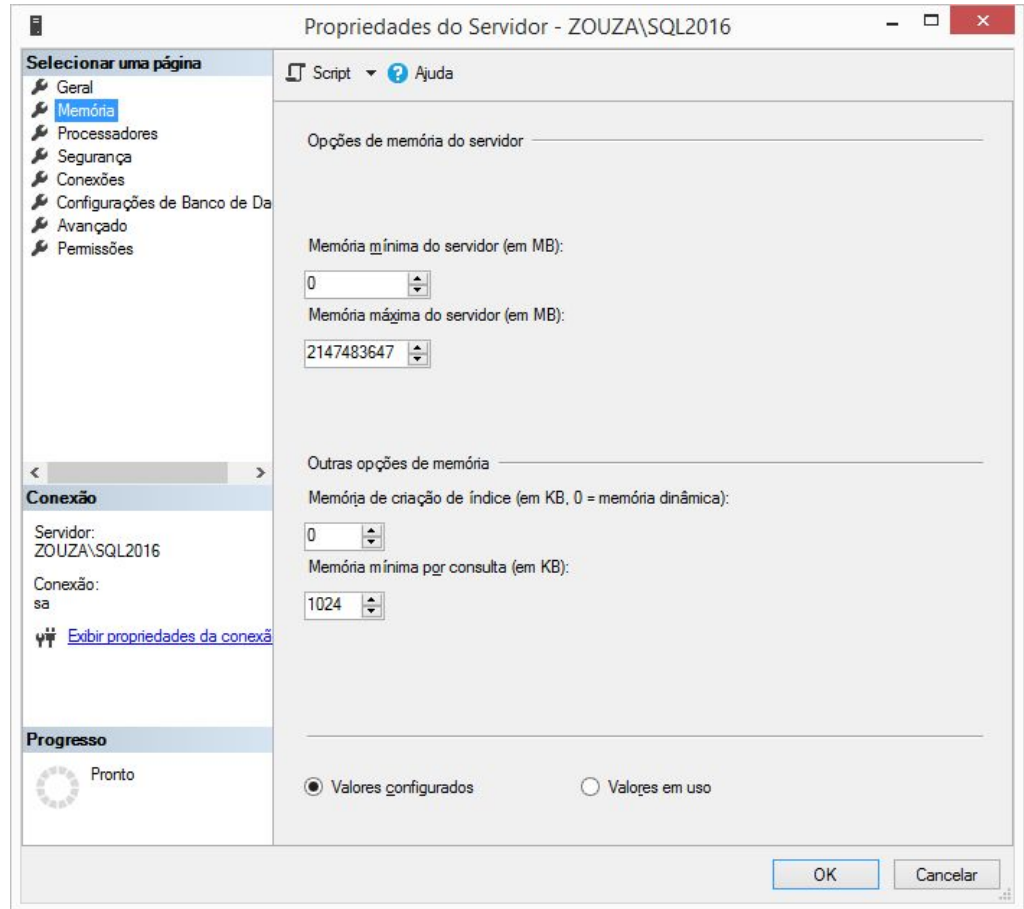 Propriedades do Servidor - ZOUZA\SQL2016
Selecionar uma página
Geral
Memória
Processadores
Segurança
Conexões
Configurações de Banco de Da
Avançado
Permissões
Conexão
Servidor:
ZOUZA\SQL2016
Conexão:
sa
Exibir propriedades da conexã
Progresso
Pronto
Script
Ajuda
Opções de memória do servidor
Memória mínima do servidor (em MB):
0
Memória máxima do servidor (em MB):
2147483647
Outras opções de memória
Memória de criação de índice (em KB, 0 = memória dinâmica):
0
Memória mínima por consulta (em KB):
1024
Valores configurados
Valores em uso
OK
Cancelar